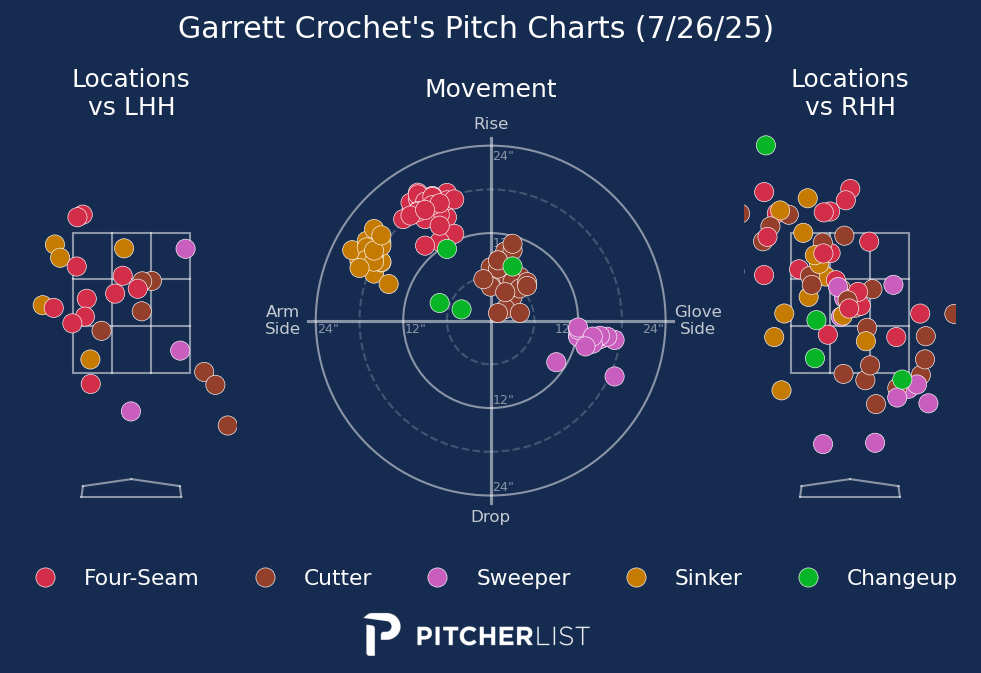 Garrett Crochet's Pitch Charts (7/26/25)
Locations
vs LHH
Movement
Locations
vs RHH
Rise
24"
Arm
Side
24"
12"
12"
24"
Glove
Side
12"
24"
Drop
Four-Seam
Cutter
Sweeper
Sinker
Changeup
PITCHERLIST